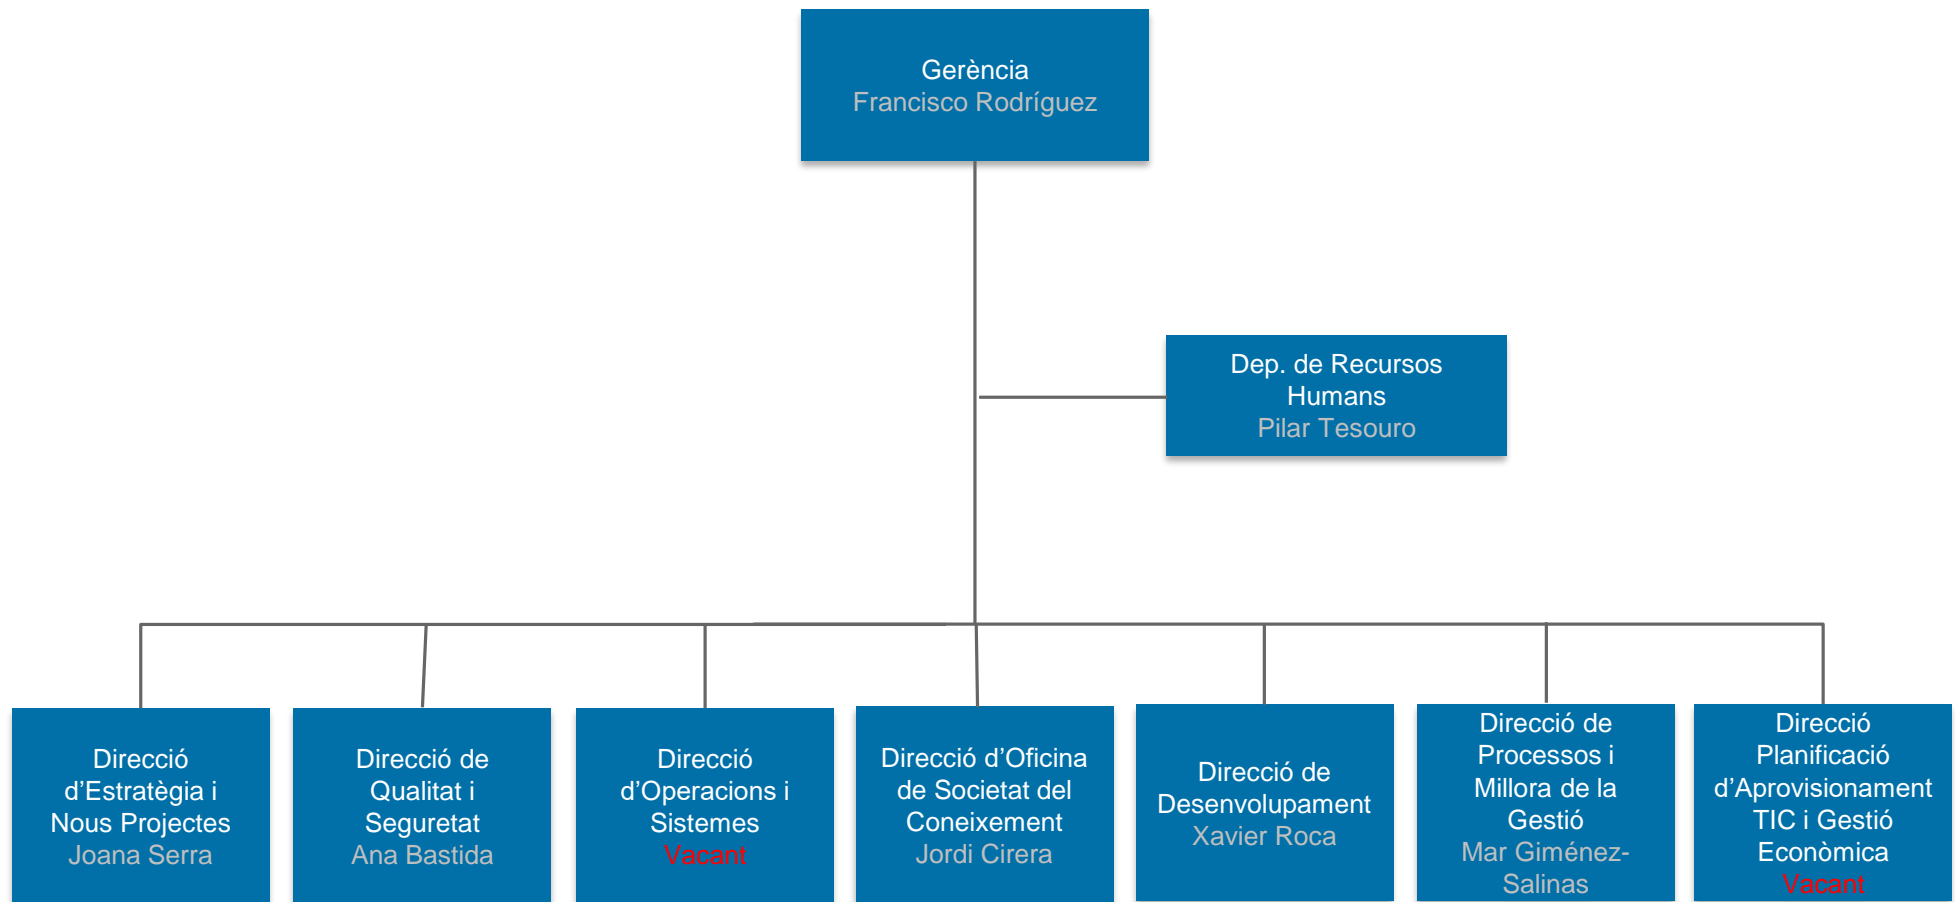 Gerència
Francisco Rodríguez
Dep. de Recursos
Humans
Pilar Tesouro
Direcció
d’Estratègia i
Nous Projectes
Joana Serra
Direcció de
Qualitat i
Seguretat
Ana Bastida
Direcció
d’Operacions i
Sistemes
Vacant
Direcció d’Oficina
de Societat del
Coneixement
Jordi Cirera
Direcció de
Desenvolupament
Xavier Roca
Direcció de
Processos i
Millora de la
Gestió
Mar Giménez-
Salinas
Direcció
Planificació
d’Aprovisionament
TIC i Gestió
Econòmica
Vacant